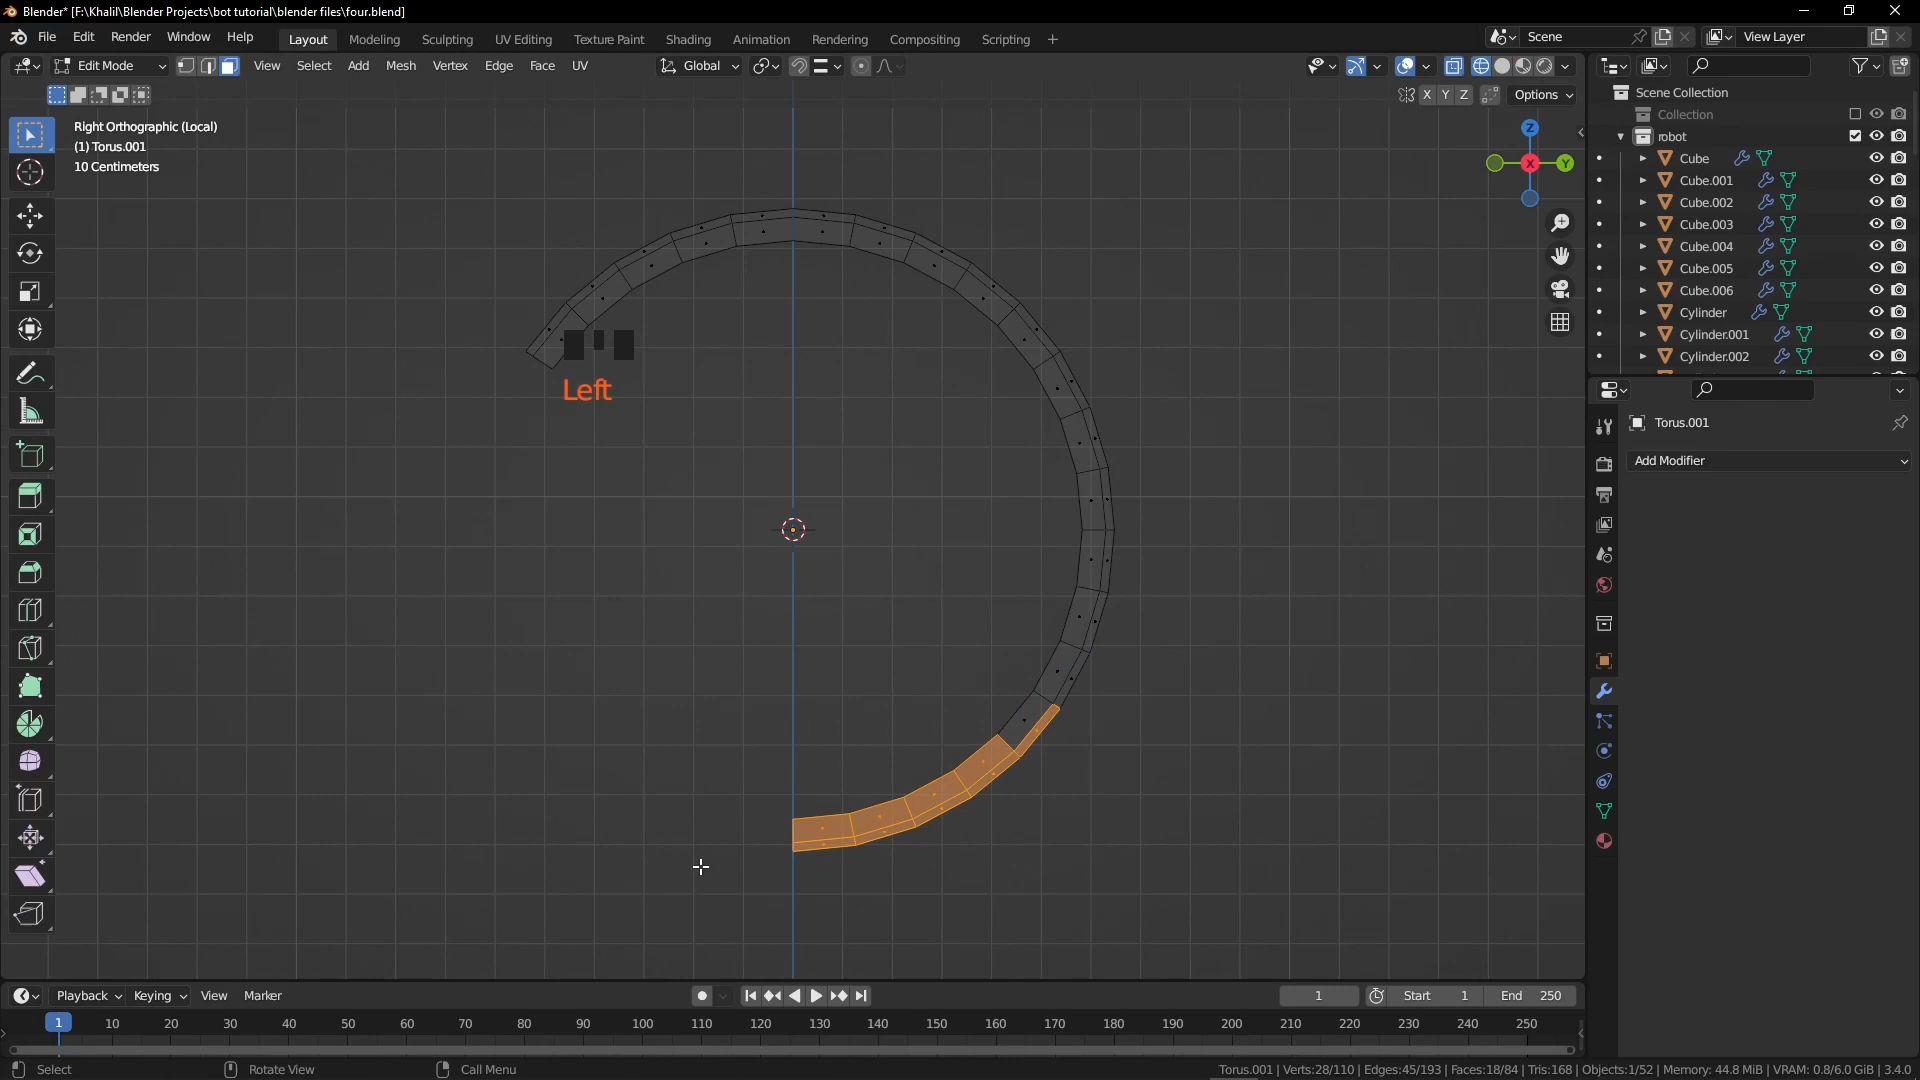 Blender* [F:\Khalil\Blender Projects\bot tutorial\blender files\four.blend]
File Edit Render Window Help Layout Modeling Sculpting UV Editing Texture Paint Shading Animation Rendering Compositing Scripting + Scene View Layer
Edit Mode View Select Add Mesh Vertex Edge Face UV Global
X Y Z Options
Right Orthographic (Local)
(1) Torus.001
10 Centimeters
Z
X
Y
Left
Scene Collection
Collection
robot
Cube
Cube.001
Cube.002
Cube.003
Cube.004
Cube.005
Cube.006
Cylinder
Cylinder.001
Cylinder.002
Torus.001
Add Modifier
Playback Keying View Marker 1 Start 1 End 250
1 10 20 30 40 50 60 70 80 90 100 110 120 130 140 150 160 170 180 190 200 210 220 230 240 250
Select Rotate View Call Menu Torus.001 | Verts:28/110 | Edges:45/193 | Faces:18/84 | Tris:168 | Objects:1/52 | Memory: 44.8 MiB | VRAM: 0.8/6.0 GiB | 3.4.0